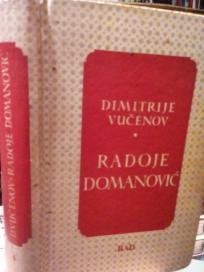 DIMITRIJE
VUČENOV
RADOJE
DOMANOVIĆ
RAD
D. VUČENOV - RADOJE DOMANOVIĆ